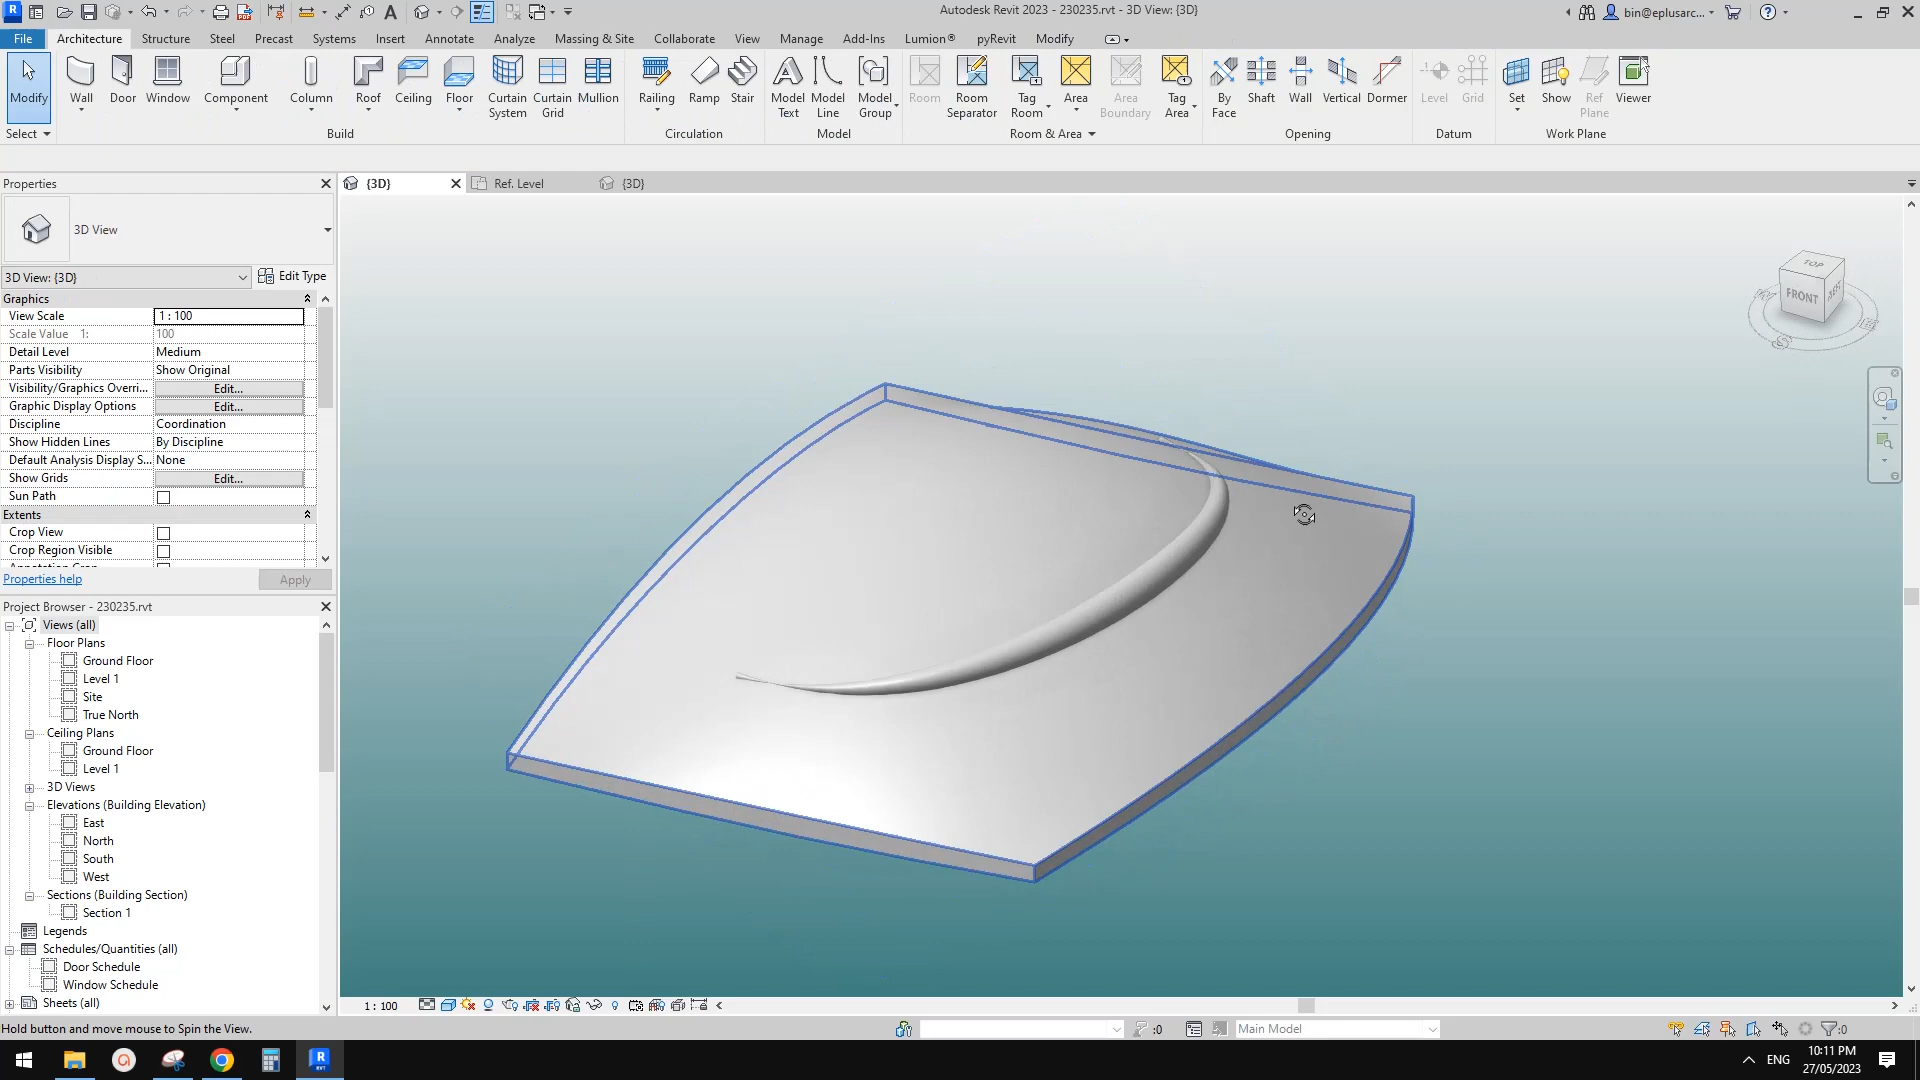 Autodesk Revit 2023 - 230235.rvt - 3D View: {3D}
bin@eplusarc...
File Architecture Structure Steel Precast Systems Insert Annotate Analyze Massing & Site Collaborate View Manage Add-Ins Lumion® pyRevit Modify
Modify Wall Door Window Component Column Roof Ceiling Floor Curtain System Curtain Grid Mullion Railing Ramp Stair Model Text Model Line Model Group Room Room Separator Tag Room Area Area Boundary Tag Area By Face Shaft Wall Vertical Dormer Level Grid Set Show Ref Plane Viewer
Select Build Circulation Model Room & Area Opening Datum Work Plane
Properties
{3D} Ref. Level {3D}
3D View
3D View: {3D} Edit Type
Graphics
View Scale 1 : 100
Scale Value 1: 100
Detail Level Medium
Parts Visibility Show Original
Visibility/Graphics Overri... Edit...
Graphic Display Options Edit...
Discipline Coordination
Show Hidden Lines By Discipline
Default Analysis Display S... None
Show Grids Edit...
Sun Path
Extents
Crop View
Crop Region Visible
Properties help Apply
TOP
FRONT
S
Project Browser - 230235.rvt
Views (all)
Floor Plans
Ground Floor
Level 1
Site
True North
Ceiling Plans
Ground Floor
Level 1
3D Views
Elevations (Building Elevation)
East
North
South
West
Sections (Building Section)
Section 1
Legends
Schedules/Quantities (all)
Door Schedule
Window Schedule
Sheets (all)
1 : 100
Hold button and move mouse to Spin the View.
:0 Main Model :0
ENG
10:11 PM
27/05/2023